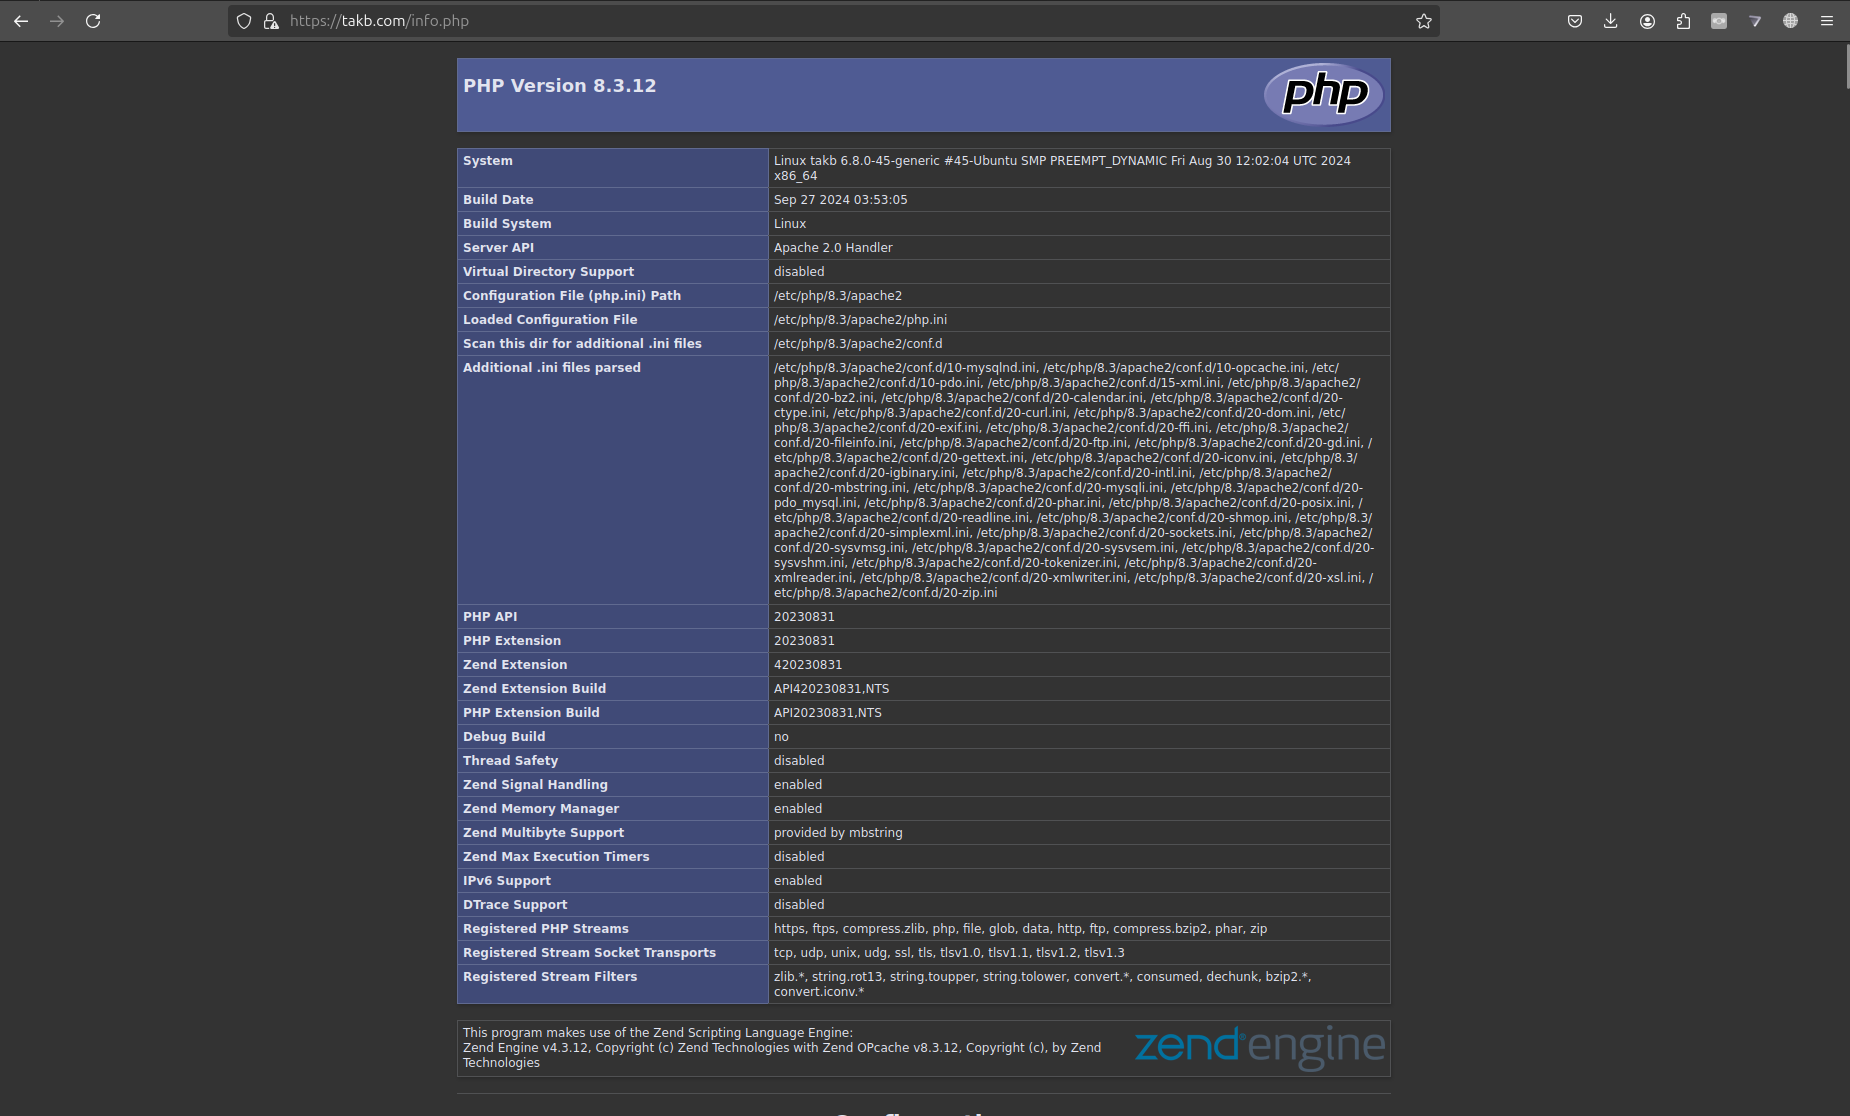 https://takb.com/info.php
PHP Version 8.3.12
php
System
Linux takb 6.8.0-45-generic #45-Ubuntu SMP PREEMPT_DYNAMIC Fri Aug 30 12:02:04 UTC 2024
x86_64
Build Date
Sep 27 2024 03:53:05
Build System
Linux
Server API
Apache 2.0 Handler
Virtual Directory Support
disabled
Configuration File (php.ini) Path
/etc/php/8.3/apache2
Loaded Configuration File
/etc/php/8.3/apache2/php.ini
Scan this dir for additional .ini files
/etc/php/8.3/apache2/conf.d
Additional .ini files parsed
/etc/php/8.3/apache2/conf.d/10-mysqlnd.ini, /etc/php/8.3/apache2/conf.d/10-opcache.ini, /etc/
php/8.3/apache2/conf.d/10-pdo.ini, /etc/php/8.3/apache2/conf.d/15-xml.ini, /etc/php/8.3/apache2/
conf.d/20-bz2.ini, /etc/php/8.3/apache2/conf.d/20-calendar.ini, /etc/php/8.3/apache2/conf.d/20-
ctype.ini, /etc/php/8.3/apache2/conf.d/20-curl.ini, /etc/php/8.3/apache2/conf.d/20-dom.ini, /etc/
php/8.3/apache2/conf.d/20-exif.ini, /etc/php/8.3/apache2/conf.d/20-ffi.ini, /etc/php/8.3/apache2/
conf.d/20-fileinfo.ini, /etc/php/8.3/apache2/conf.d/20-ftp.ini, /etc/php/8.3/apache2/conf.d/20-gd.ini, /
etc/php/8.3/apache2/conf.d/20-gettext.ini, /etc/php/8.3/apache2/conf.d/20-iconv.ini, /etc/php/8.3/
apache2/conf.d/20-igbinary.ini, /etc/php/8.3/apache2/conf.d/20-intl.ini, /etc/php/8.3/apache2/
conf.d/20-mbstring.ini, /etc/php/8.3/apache2/conf.d/20-mysqli.ini, /etc/php/8.3/apache2/conf.d/20-
pdo_mysql.ini, /etc/php/8.3/apache2/conf.d/20-phar.ini, /etc/php/8.3/apache2/conf.d/20-posix.ini, /
etc/php/8.3/apache2/conf.d/20-readline.ini, /etc/php/8.3/apache2/conf.d/20-shmop.ini, /etc/php/8.3/
apache2/conf.d/20-simplexml.ini, /etc/php/8.3/apache2/conf.d/20-sockets.ini, /etc/php/8.3/apache2/
conf.d/20-sysvmsg.ini, /etc/php/8.3/apache2/conf.d/20-sysvsem.ini, /etc/php/8.3/apache2/conf.d/20-
sysvshm.ini, /etc/php/8.3/apache2/conf.d/20-tokenizer.ini, /etc/php/8.3/apache2/conf.d/20-
xmlreader.ini, /etc/php/8.3/apache2/conf.d/20-xmlwriter.ini, /etc/php/8.3/apache2/conf.d/20-xsl.ini, /
etc/php/8.3/apache2/conf.d/20-zip.ini
PHP API
20230831
PHP Extension
20230831
Zend Extension
420230831
Zend Extension Build
API420230831,NTS
PHP Extension Build
API20230831,NTS
Debug Build
no
Thread Safety
disabled
Zend Signal Handling
enabled
Zend Memory Manager
enabled
Zend Multibyte Support
provided by mbstring
Zend Max Execution Timers
disabled
IPv6 Support
enabled
DTrace Support
disabled
Registered PHP Streams
https, ftps, compress.zlib, php, file, glob, data, http, ftp, compress.bzip2, phar, zip
Registered Stream Socket Transports
tcp, udp, unix, udg, ssl, tls, tlsv1.0, tlsv1.1, tlsv1.2, tlsv1.3
Registered Stream Filters
zlib.*, string.rot13, string.toupper, string.tolower, convert.*, consumed, dechunk, bzip2.*,
convert.iconv.*
This program makes use of the Zend Scripting Language Engine:
Zend Engine v4.3.12, Copyright (c) Zend Technologies with Zend OPcache v8.3.12, Copyright (c), by Zend
Technologies
zend engine